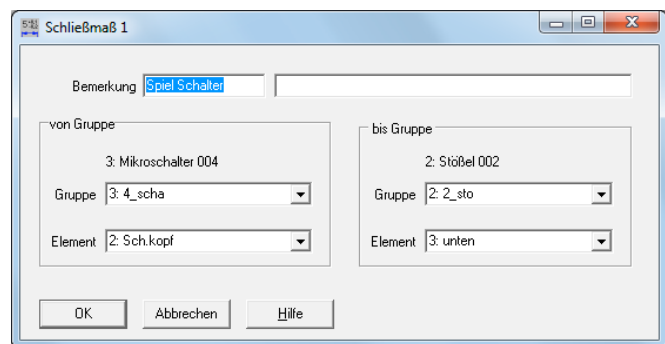 Schließmaß 1
Bemerkung Spiel Schalter
von Gruppe
3: Mikroschalter 004
Gruppe 3: 4_scha
Element 2: Sch.kopf
bis Gruppe
2: Stößel 002
Gruppe 2: 2_sto
Element 3: unten
OK Abbrechen Hilfe